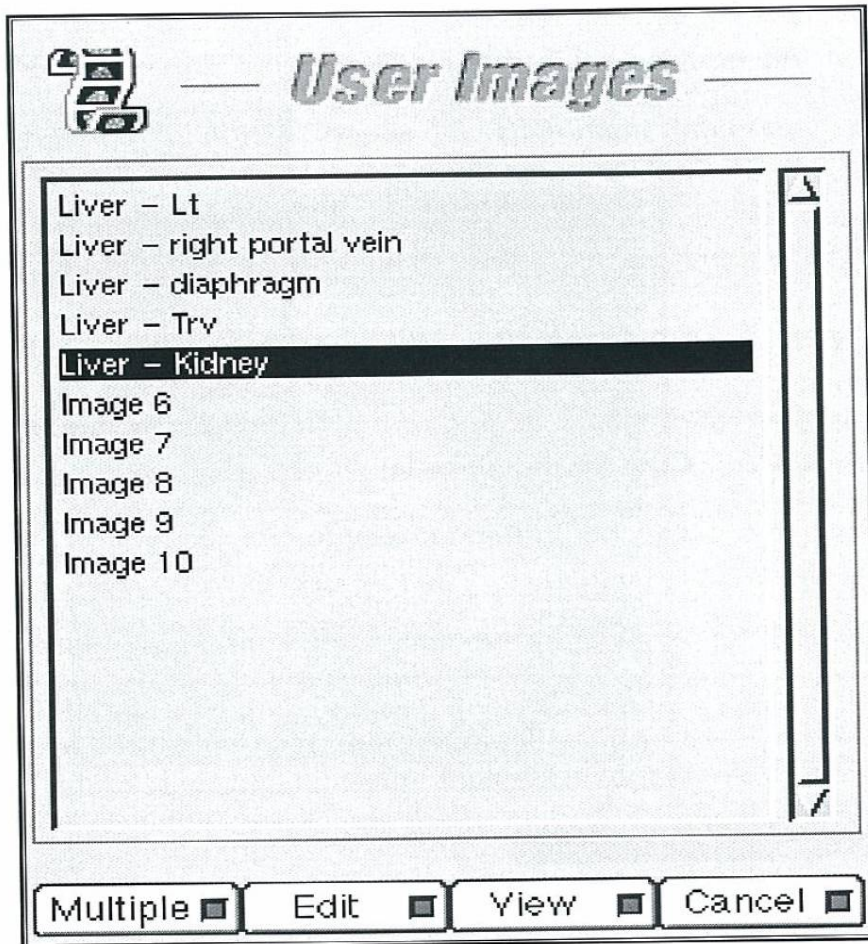 User Images
Liver – Lt
Liver – right portal vein
Liver – diaphragm
Liver – Trv
Liver – Kidney
Image 6
Image 7
Image 8
Image 9
Image 10
Multiple Edit View Cancel